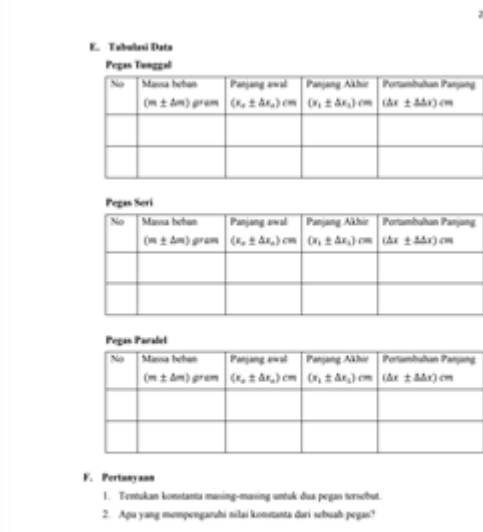 2
E. Tabulasi Data
Pegas Tunggal
No Massa beban Panjang awal Panjang Akhir Pertambahan Panjang
(m ± Δm) gram (x₀ ± Δx₀) cm (x₁ ± Δx₁) cm (Δx ± ΔΔx) cm
Pegas Seri
No Massa beban Panjang awal Panjang Akhir Pertambahan Panjang
(m ± Δm) gram (x₀ ± Δx₀) cm (x₁ ± Δx₁) cm (Δx ± ΔΔx) cm
Pegas Paralel
No Massa beban Panjang awal Panjang Akhir Pertambahan Panjang
(m ± Δm) gram (x₀ ± Δx₀) cm (x₁ ± Δx₁) cm (Δx ± ΔΔx) cm
F. Pertanyaan
1. Tentukan konstanta masing-masing untuk dua pegas tersebut.
2. Apa yang mempengaruhi nilai konstanta dari sebuah pegas?